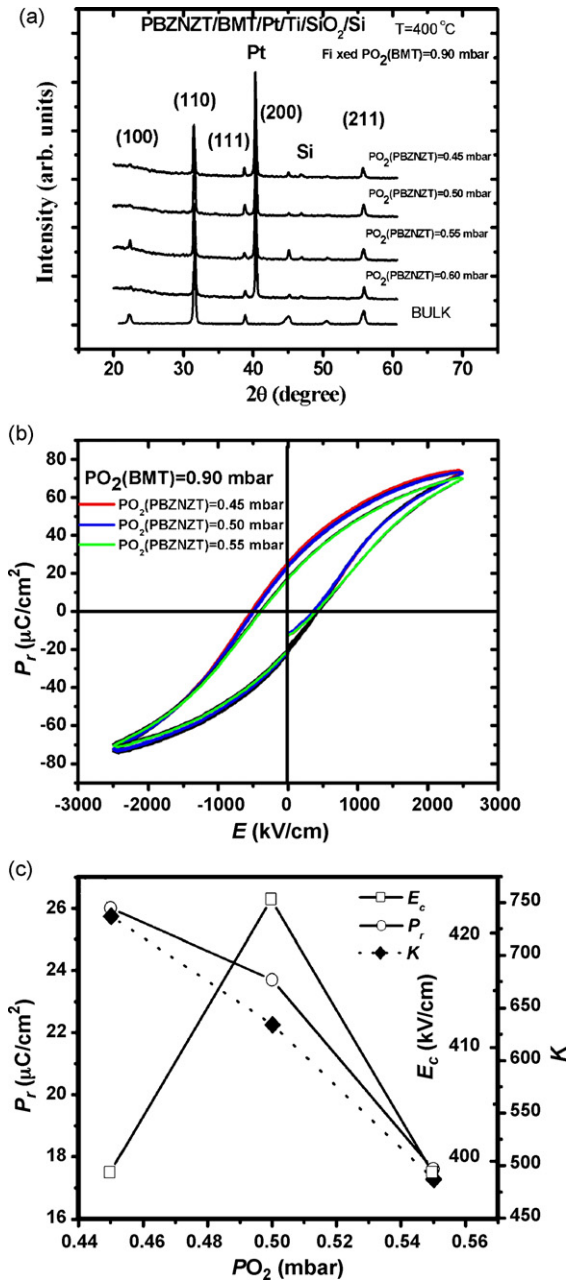 (a)
PBZNZT/BMT/Pt/Ti/SiO2/Si T=400 °C
Fi xed PO2(BMT)=0.90 mbar
Pt
(110)
(200)
(100)
(111)
(211)
Si
PO2(PBZNZT)=0.45 mbar
PO2(PBZNZT)=0.50 mbar
PO2(PBZNZT)=0.55 mbar
PO2(PBZNZT)=0.60 mbar
BULK
Intensity (arb. units)
10 20 30 40 50 60 70
2θ (degree)
(b)
80
60
40
20
0
-20
-40
-60
-80
PO2(BMT)=0.90 mbar
PO2(PBZNZT)=0.45 mbar
PO2(PBZNZT)=0.50 mbar
PO2(PBZNZT)=0.55 mbar
Pr (μC/cm2)
-3000 -2000 -1000 0 1000 2000 3000
E (kV/cm)
(c)
26
24
22
20
18
16
Pr (μC/cm2)
Ec
Pr
K
420
410
400
Ec (kV/cm)
750
700
650
600
550
500
450
K
0.44 0.46 0.48 0.50 0.52 0.54 0.56
PO2 (mbar)